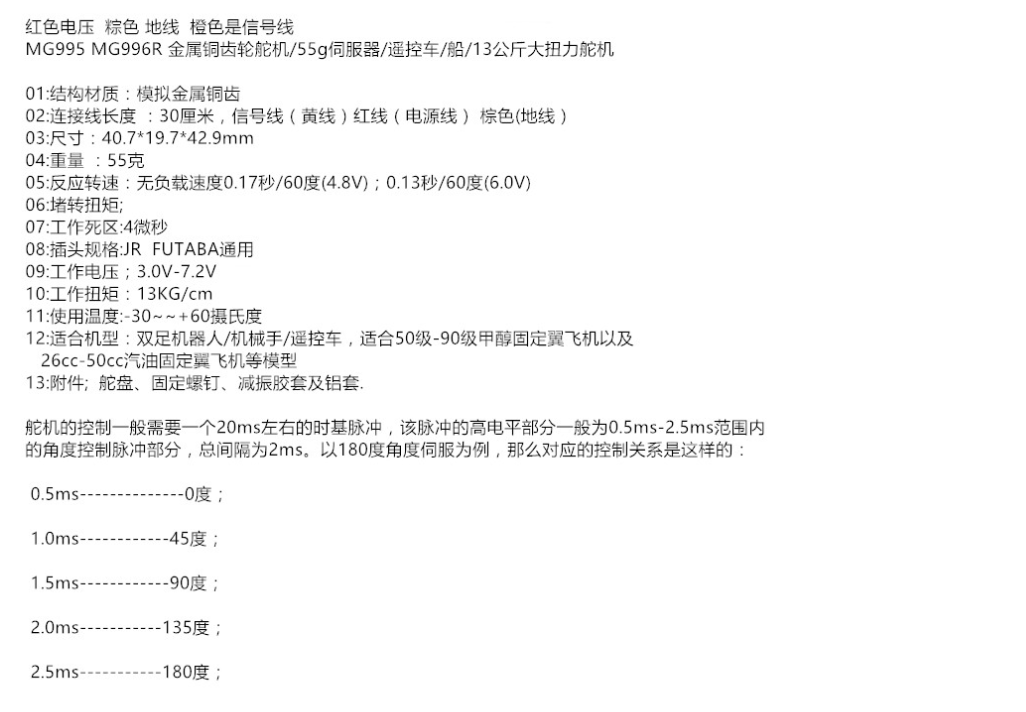 红色电压  粽色 地线  橙色是信号线
MG995 MG996R 金属铜齿轮舵机/55g伺服器/遥控车/船/13公斤大扭力舵机
01:结构材质：模拟金属铜齿
02:连接线长度 ：30厘米，信号线（黄线）红线（电源线） 棕色(地线 )
03:尺寸：40.7*19.7*42.9mm
04:重量 ：55克
05:反应转速：无负载速度0.17秒/60度(4.8V)；0.13秒/60度(6.0V)
06:堵转扭矩;
07:工作死区:4微秒
08:插头规格:JR  FUTABA通用
09:工作电压；3.0V-7.2V
10:工作扭矩：13KG/cm
11:使用温度:-30~~+60摄氏度
12:适合机型：双足机器人/机械手/遥控车，适合50级-90级甲醇固定翼飞机以及
26cc-50cc汽油固定翼飞机等模型
13:附件;  舵盘、固定螺钉、减振胶套及铝套.
舵机的控制一般需要一个20ms左右的时基脉冲，该脉冲的高电平部分一般为0.5ms-2.5ms范围内
的角度控制脉冲部分，总间隔为2ms。以180度角度伺服为例，那么对应的控制关系是这样的：
0.5ms--------------0度；
1.0ms------------45度；
1.5ms------------90度；
2.0ms-----------135度；
2.5ms-----------180度；